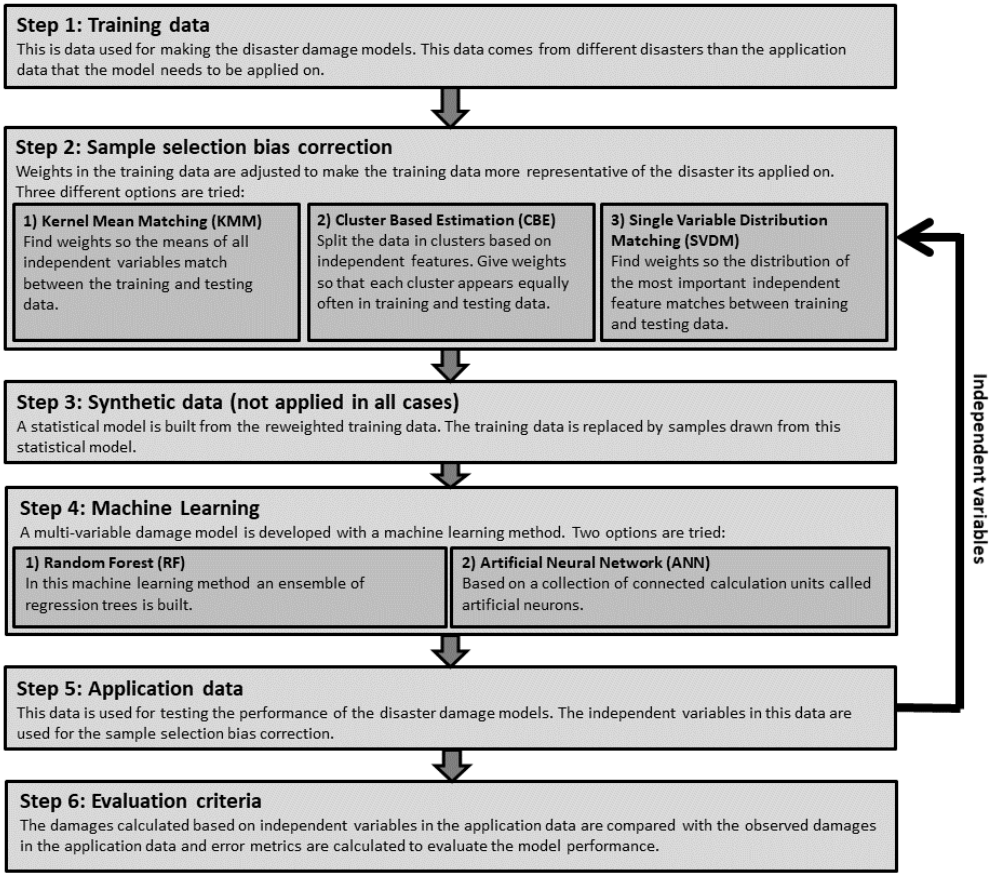 Step 1: Training data
This is data used for making the disaster damage models. This data comes from different disasters than the application
data that the model needs to be applied on.
Step 2: Sample selection bias correction
Weights in the training data are adjusted to make the training data more representative of the disaster its applied on.
Three different options are tried:
1) Kernel Mean Matching (KMM)
Find weights so the means of all
independent variables match
between the training and testing
data.
2) Cluster Based Estimation (CBE)
Split the data in clusters based on
independent features. Give weights
so that each cluster appears equally
often in training and testing data.
3) Single Variable Distribution
Matching (SVDM)
Find weights so the distribution of
the most important independent
feature matches between training
and testing data.
Step 3: Synthetic data (not applied in all cases)
A statistical model is built from the reweighted training data. The training data is replaced by samples drawn from this
statistical model.
Step 4: Machine Learning
A multi-variable damage model is developed with a machine learning method. Two options are tried:
1) Random Forest (RF)
In this machine learning method an ensemble of
regression trees is built.
2) Artificial Neural Network (ANN)
Based on a collection of connected calculation units called
artificial neurons.
Step 5: Application data
This data is used for testing the performance of the disaster damage models. The independent variables in this data are
used for the sample selection bias correction.
Step 6: Evaluation criteria
The damages calculated based on independent variables in the application data are compared with the observed damages
in the application data and error metrics are calculated to evaluate the model performance.
Independent variables